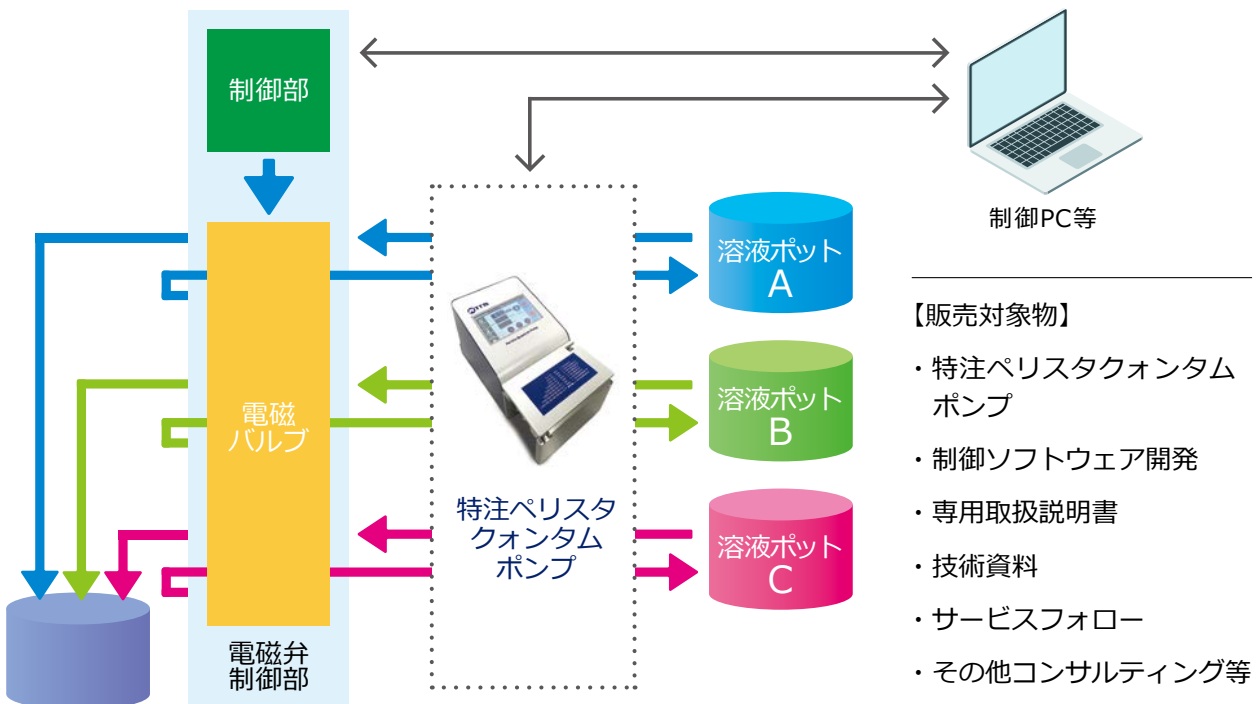 制御部
制御PC等
溶液ポット
A
溶液ポット
B
溶液ポット
C
電磁
バルブ
特注ペリスタ
クォンタム
ポンプ
電磁弁
制御部
【販売対象物】
・特注ペリスタクォンタム
ポンプ
・制御ソフトウェア開発
・専用取扱説明書
・技術資料
・サービスフォロー
・その他コンサルティング等